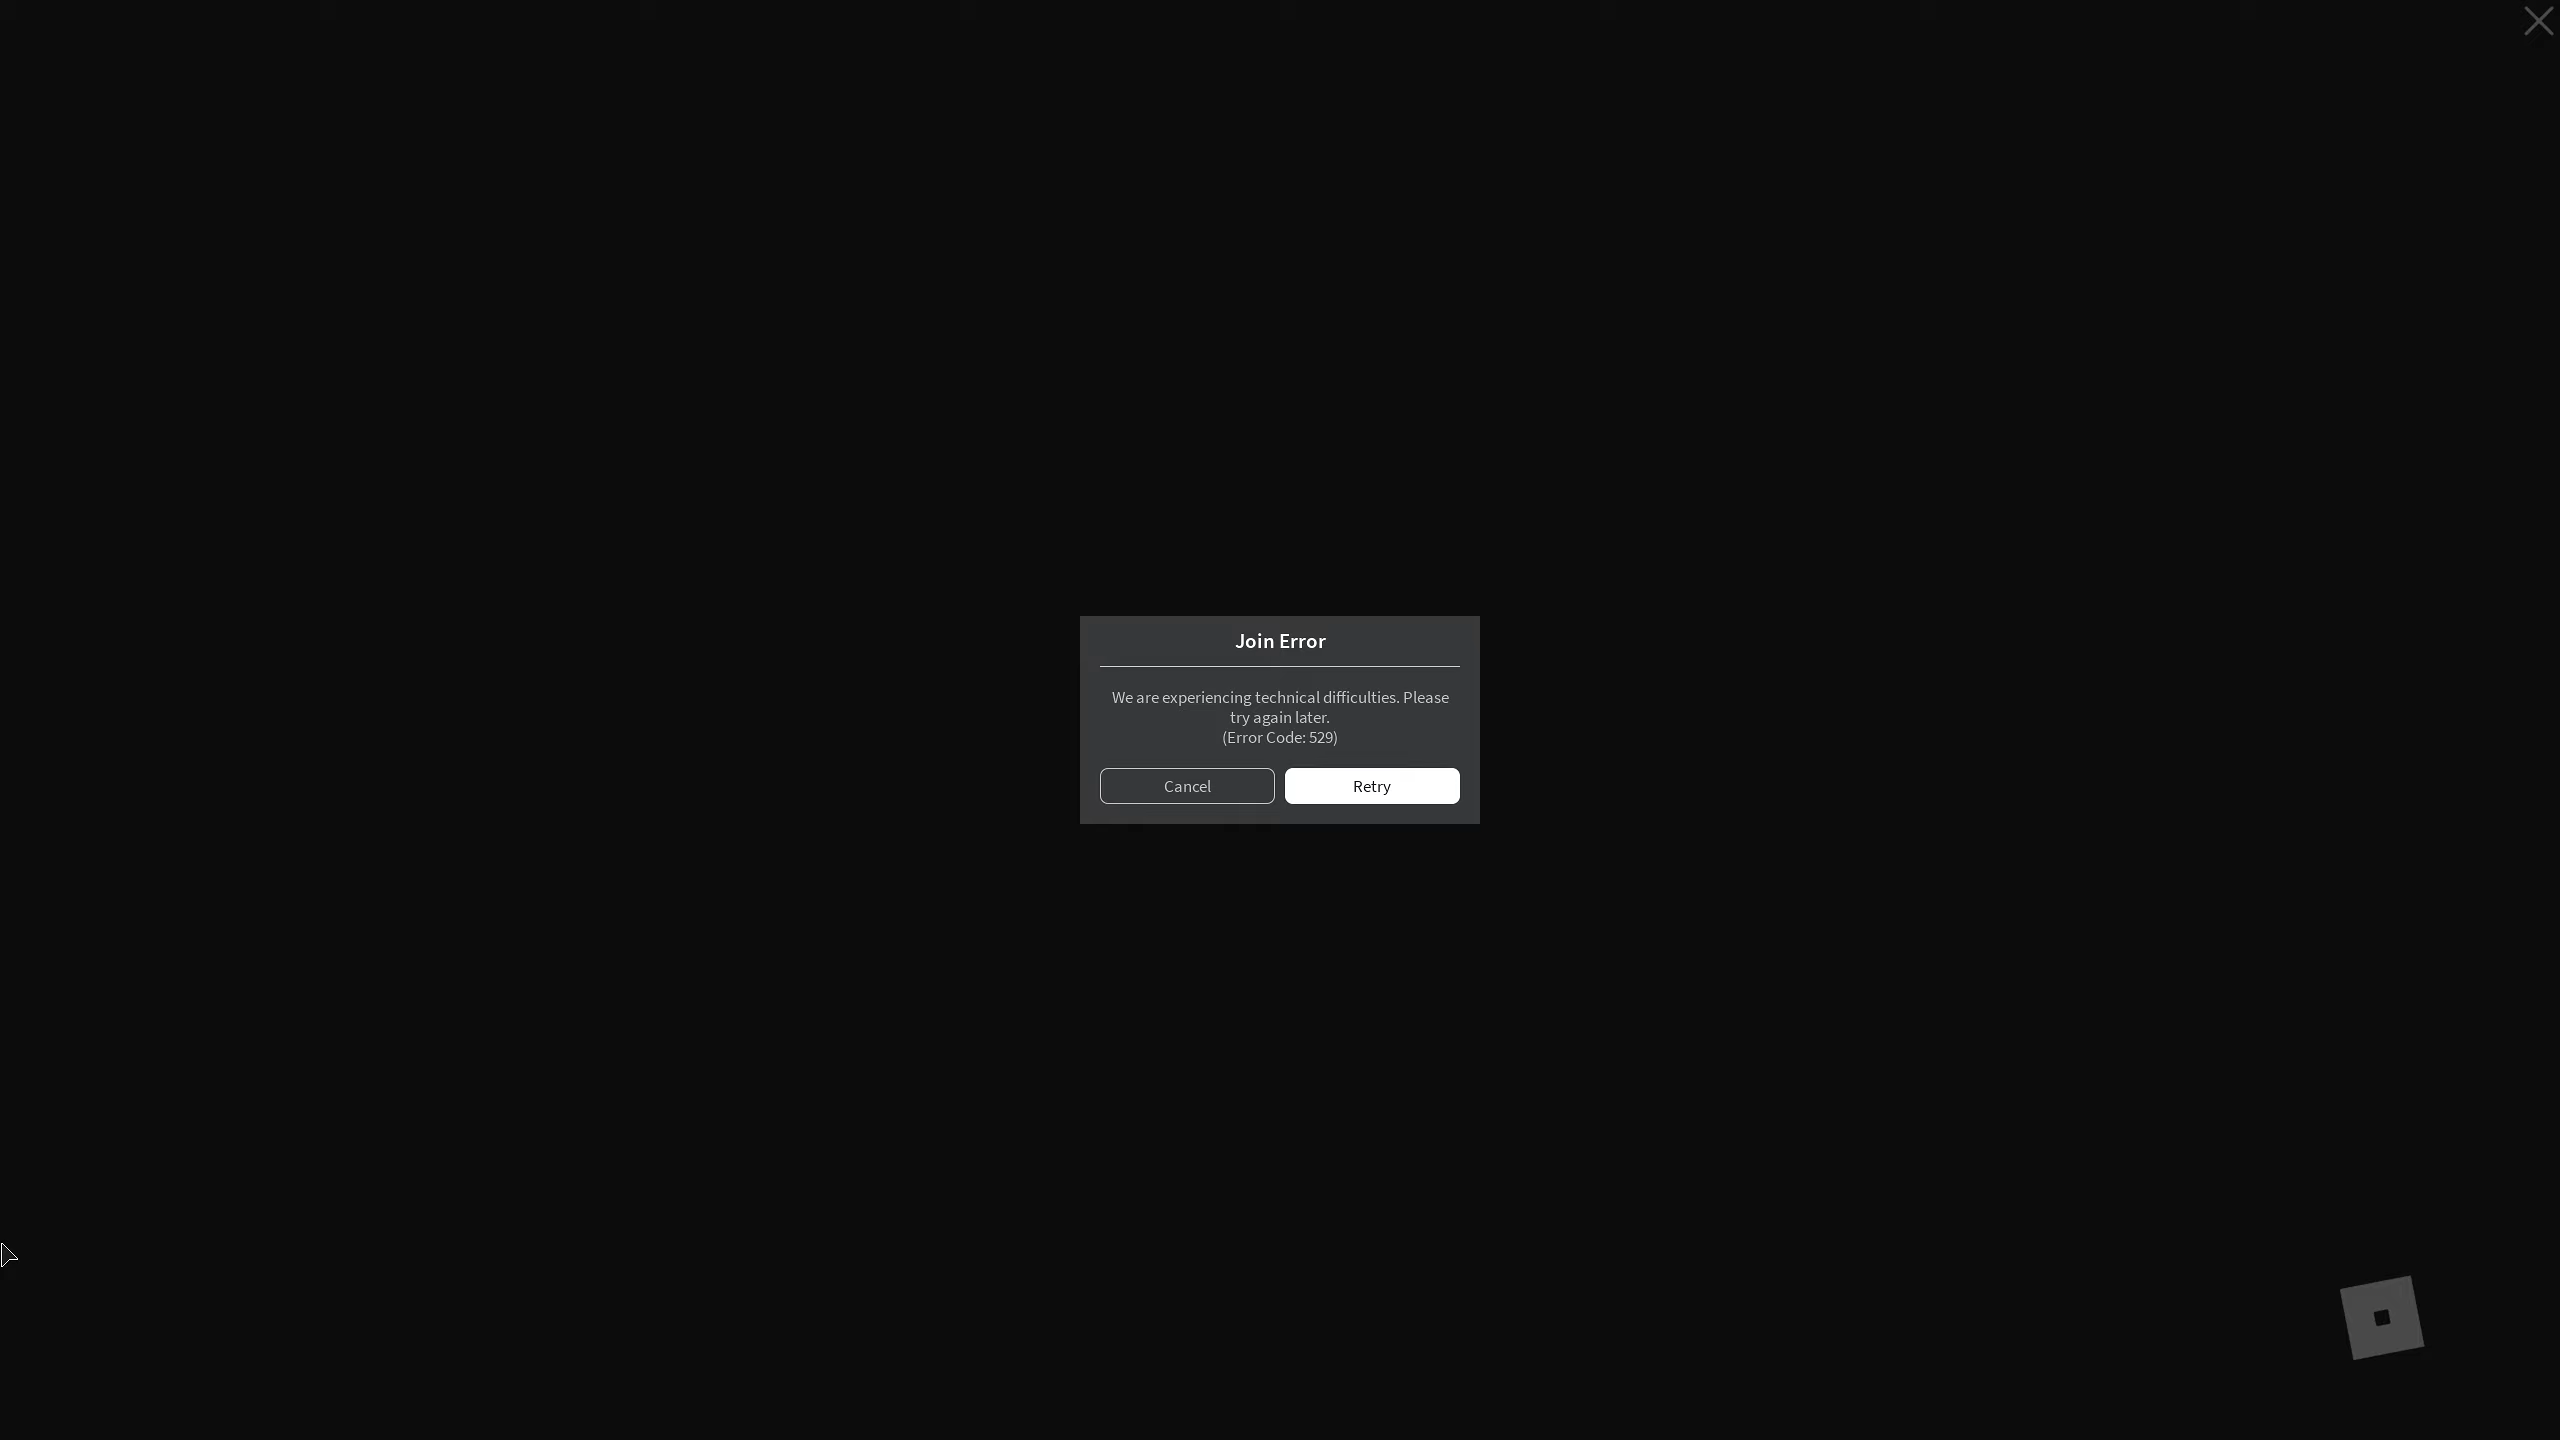 Join Error
We are experiencing technical difficulties. Please
try again later.
(Error Code: 529)
Cancel
Retry